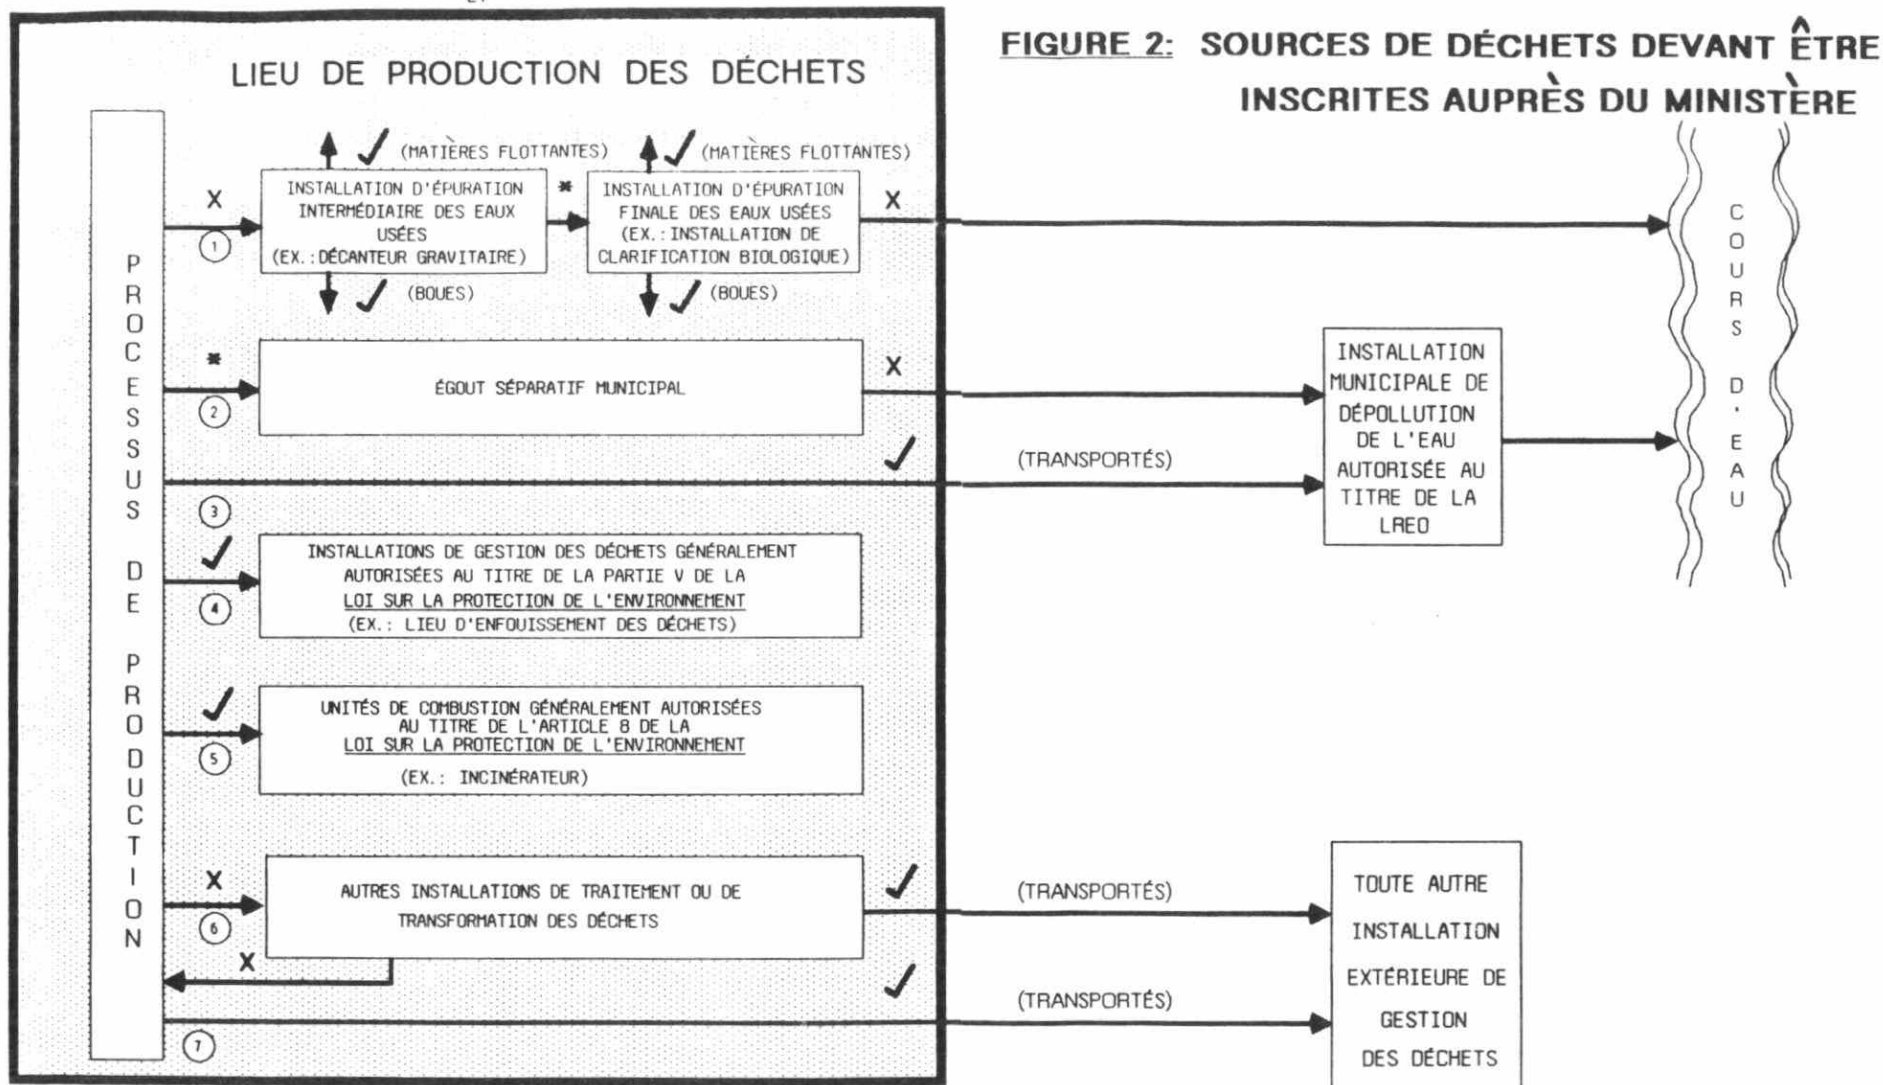 FIGURE 2: SOURCES DE DÉCHETS DEVANT ÊTRE
INSCRITES AUPRÈS DU MINISTÈRE
LIEU DE PRODUCTION DES DÉCHETS
PROCESSUS DE PRODUCTION
X
1
(MATIÈRES FLOTTANTES)
INSTALLATION D'ÉPURATION
INTERMÉDIAIRE DES EAUX
USÉES
(EX.: DÉCANTEUR GRAVITAIRE)
(BOUES)
*
(MATIÈRES FLOTTANTES)
INSTALLATION D'ÉPURATION
FINALE DES EAUX USÉES
(EX.: INSTALLATION DE
CLARIFICATION BIOLOGIQUE)
(BOUES)
X
COURS D'EAU
*
2
ÉGOUT SÉPARATIF MUNICIPAL
X
3
(TRANSPORTÉS)
INSTALLATION
MUNICIPALE DE
DÉPOLLUTION
DE L'EAU
AUTORISÉE AU
TITRE DE LA
LREO
4
INSTALLATIONS DE GESTION DES DÉCHETS GÉNÉRALEMENT
AUTORISÉES AU TITRE DE LA PARTIE V DE LA
LOI SUR LA PROTECTION DE L'ENVIRONNEMENT
(EX.: LIEU D'ENFOUISSEMENT DES DÉCHETS)
5
UNITÉS DE COMBUSTION GÉNÉRALEMENT AUTORISÉES
AU TITRE DE L'ARTICLE 8 DE LA
LOI SUR LA PROTECTION DE L'ENVIRONNEMENT
(EX.: INCINÉRATEUR)
X
6
AUTRES INSTALLATIONS DE TRAITEMENT OU DE
TRANSFORMATION DES DÉCHETS
X
(TRANSPORTÉS)
7
(TRANSPORTÉS)
TOUTE AUTRE
INSTALLATION
EXTÉRIEURE DE
GESTION
DES DÉCHETS